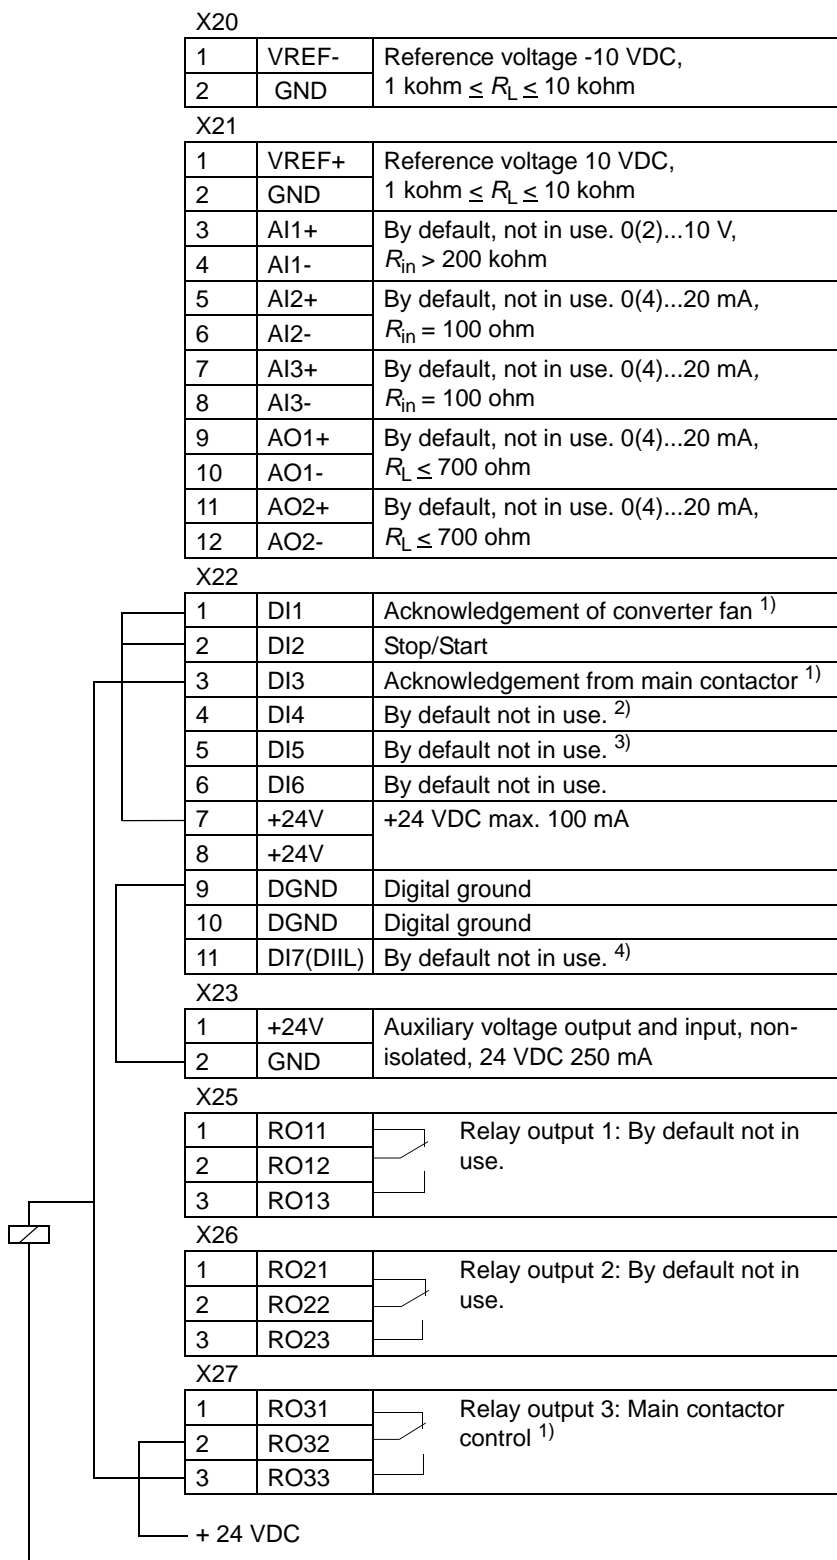 X20
1 VREF- Reference voltage -10 VDC,
2 GND 1 kohm ≤ RL ≤ 10 kohm
X21
1 VREF+ Reference voltage 10 VDC,
2 GND 1 kohm ≤ RL ≤ 10 kohm
3 AI1+ By default, not in use. 0(2)...10 V,
4 AI1- Rin > 200 kohm
5 AI2+ By default, not in use. 0(4)...20 mA,
6 AI2- Rin = 100 ohm
7 AI3+ By default, not in use. 0(4)...20 mA,
8 AI3- Rin = 100 ohm
9 AO1+ By default, not in use. 0(4)...20 mA,
10 AO1- RL ≤ 700 ohm
11 AO2+ By default, not in use. 0(4)...20 mA,
12 AO2- RL ≤ 700 ohm
X22
1 DI1 Acknowledgement of converter fan 1)
2 DI2 Stop/Start
3 DI3 Acknowledgement from main contactor 1)
4 DI4 By default not in use. 2)
5 DI5 By default not in use. 3)
6 DI6 By default not in use.
7 +24V +24 VDC max. 100 mA
8 +24V
9 DGND Digital ground
10 DGND Digital ground
11 DI7(DIIL) By default not in use. 4)
X23
1 +24V Auxiliary voltage output and input, non-
2 GND isolated, 24 VDC 250 mA
X25
1 RO11 Relay output 1: By default not in
2 RO12 use.
3 RO13
X26
1 RO21 Relay output 2: By default not in
2 RO22 use.
3 RO23
X27
1 RO31 Relay output 3: Main contactor
2 RO32 control 1)
3 RO33
+ 24 VDC